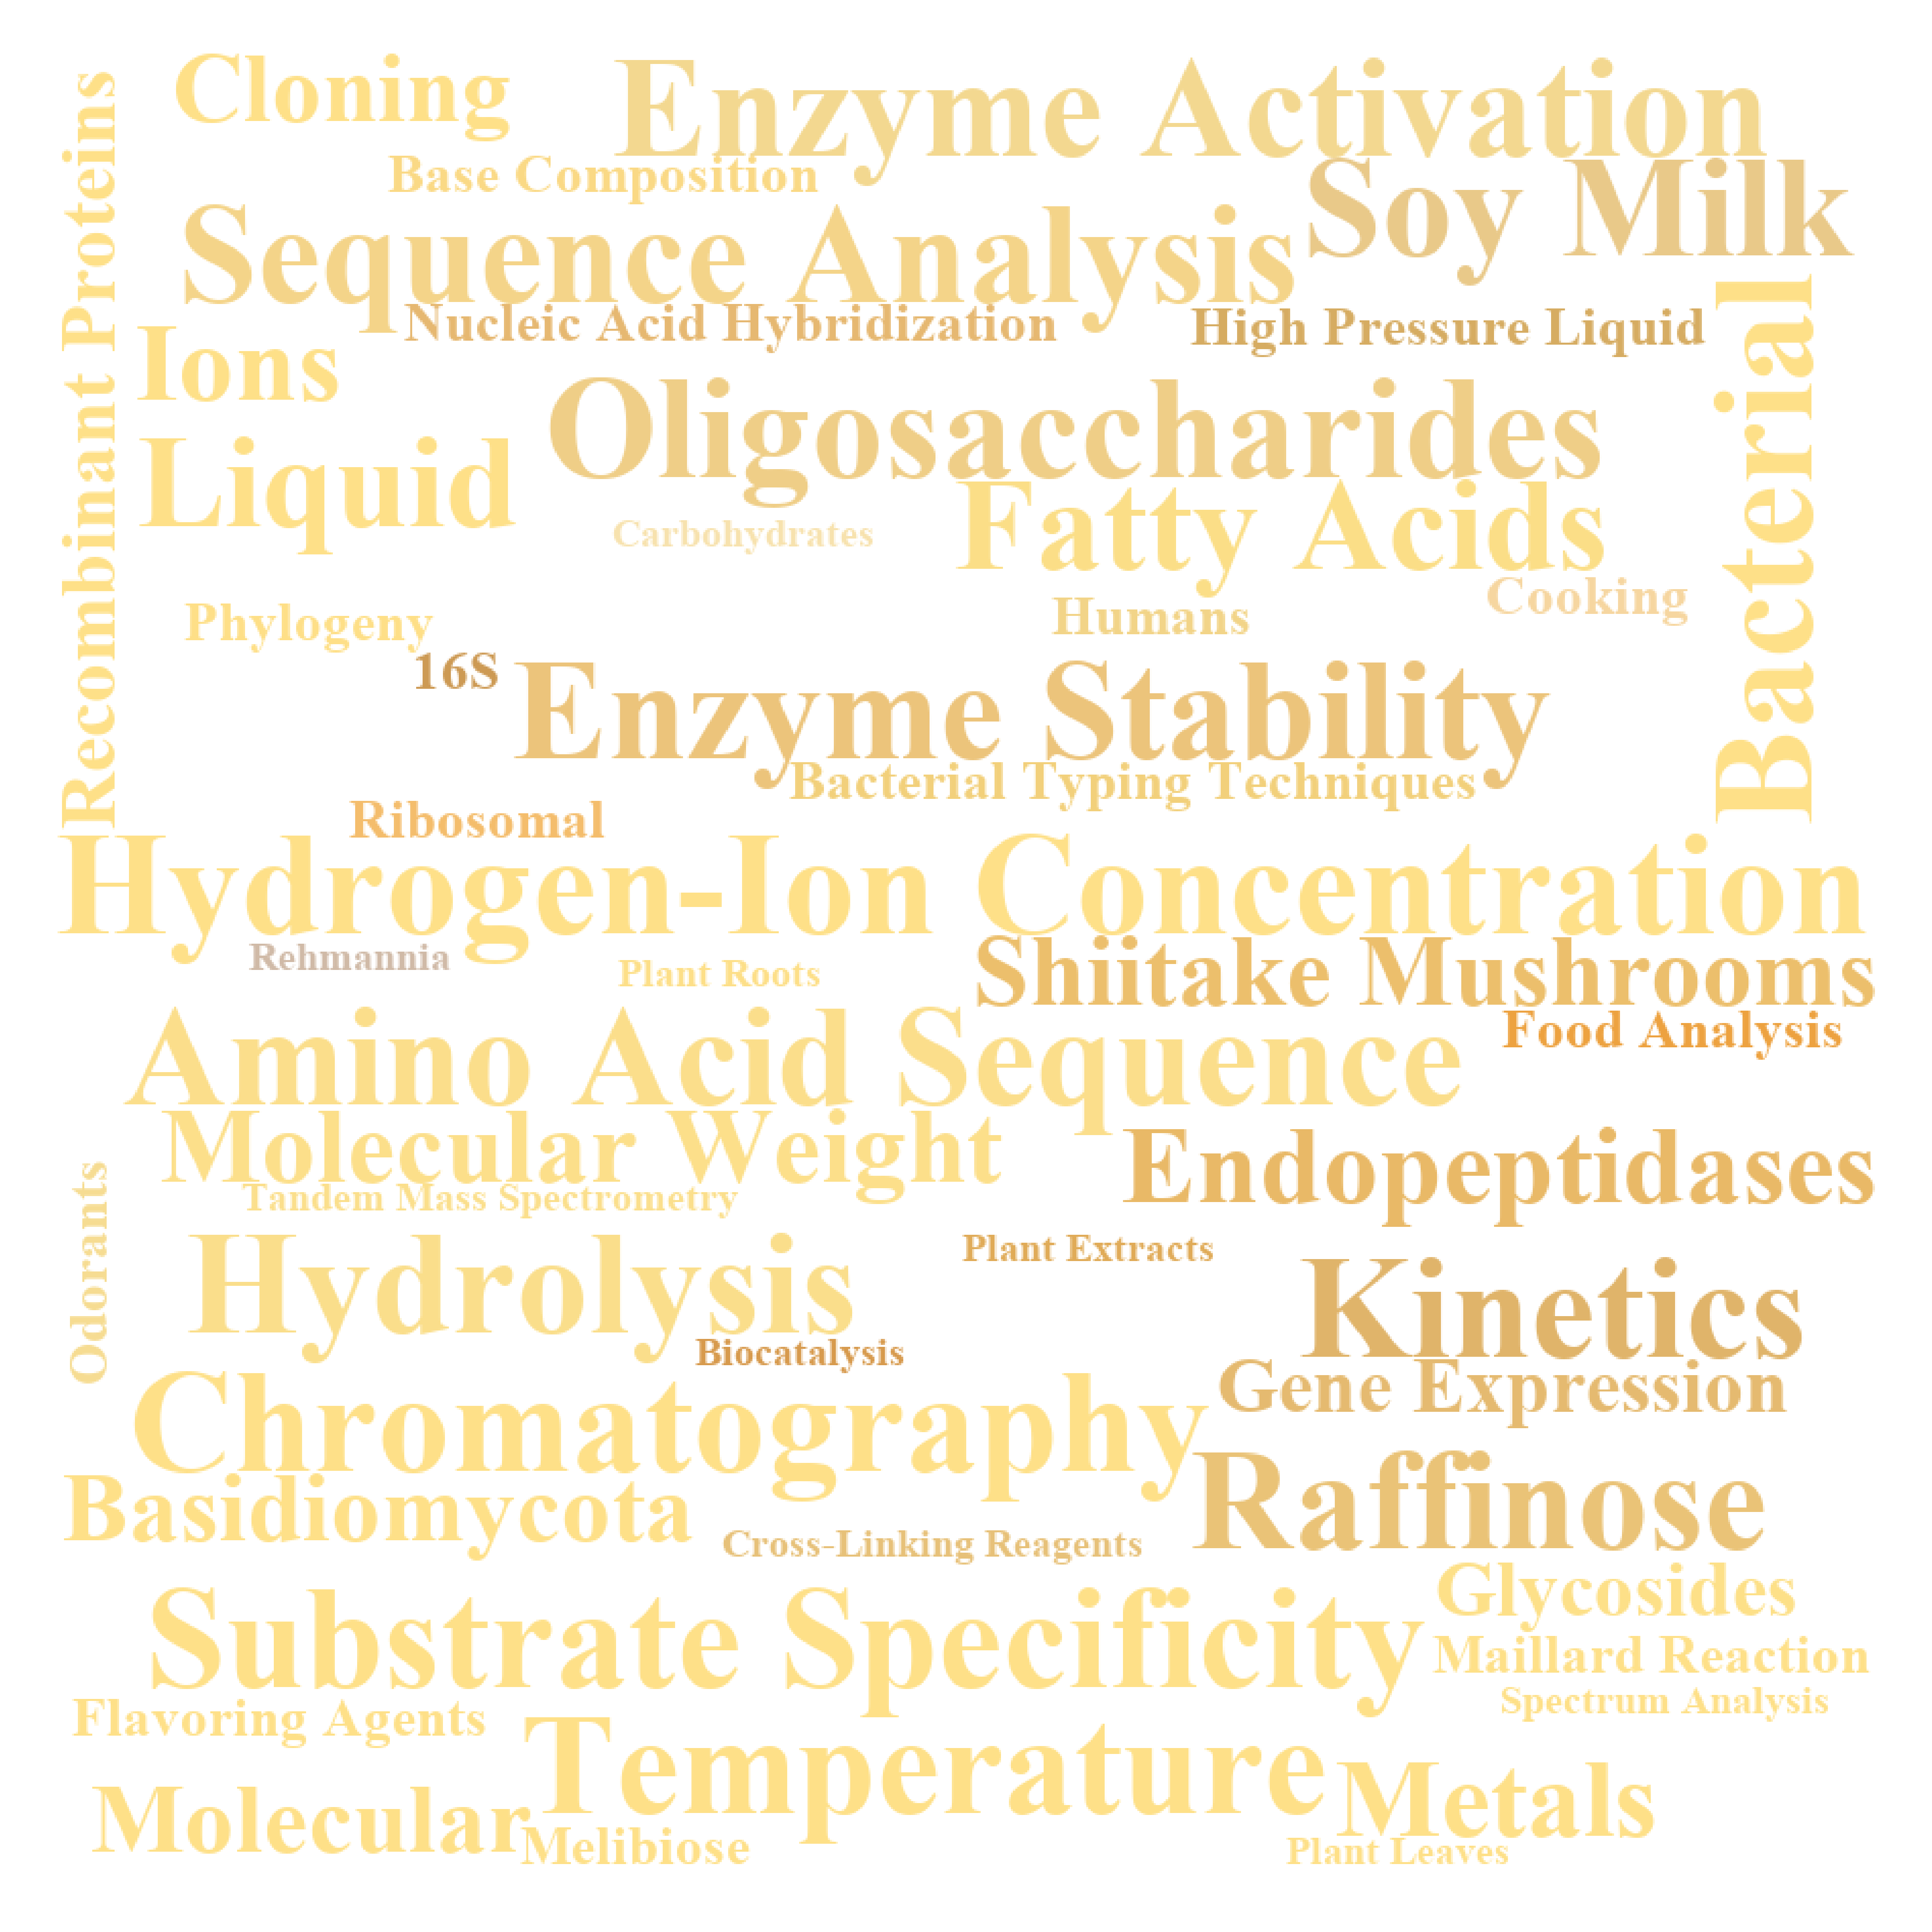 Cloning
Enzyme Activation
Recombinant Proteins
Base Composition
Soy Milk
Sequence Analysis
Nucleic Acid Hybridization
High Pressure Liquid
Bacterial
Ions
Oligosaccharides
Liquid
Fatty Acids
Carbohydrates
Cooking
Humans
Phylogeny
16S
Enzyme Stability
Bacterial Typing Techniques
Ribosomal
Hydrogen-Ion Concentration
Rehmannia
Plant Roots
Shiitake Mushrooms
Food Analysis
Amino Acid Sequence
Molecular Weight
Endopeptidases
Tandem Mass Spectrometry
Odorants
Plant Extracts
Hydrolysis
Kinetics
Biocatalysis
Gene Expression
Chromatography
Raffinose
Basidiomycota
Cross-Linking Reagents
Glycosides
Substrate Specificity
Maillard Reaction
Spectrum Analysis
Flavoring Agents
Temperature
Metals
Molecular
Melibiose
Plant Leaves